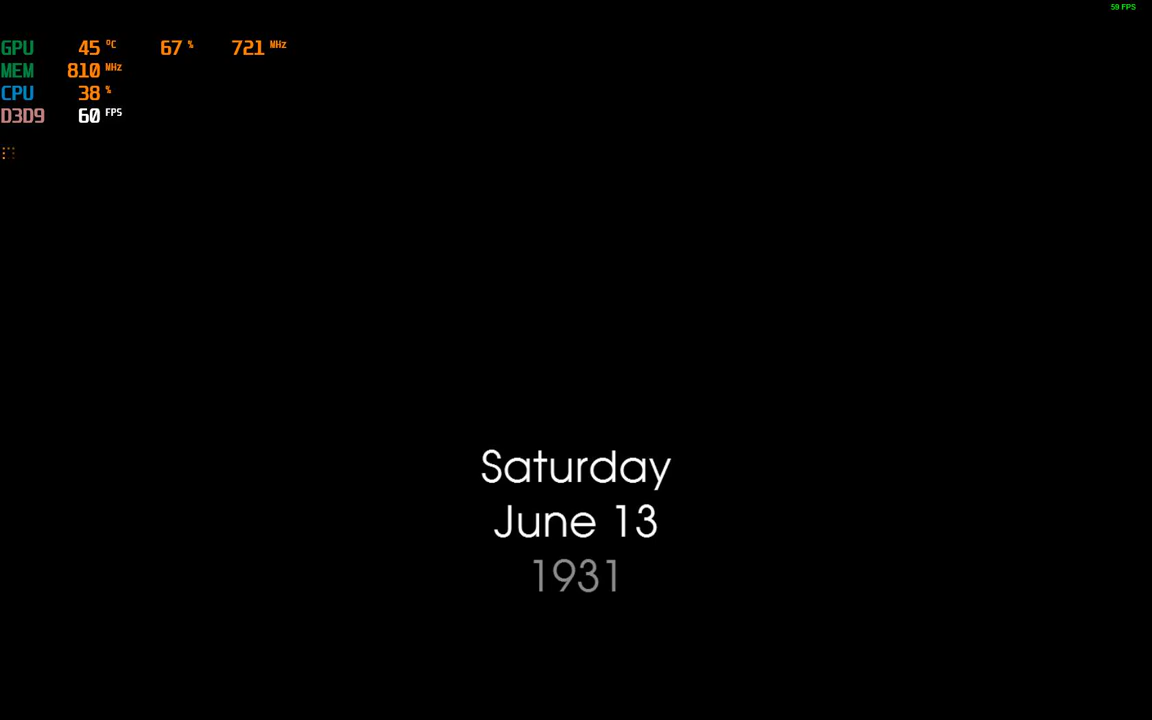 59 FPS
GPU 45 °C 67 % 721 MHz
MEM 810 MHz
CPU 38 %
D3D9 60 FPS
Saturday
June 13
1931